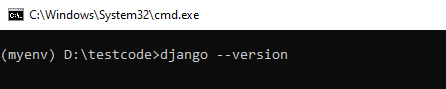 C:\Windows\System32\cmd.exe
(myenv) D:\testcode>django --version